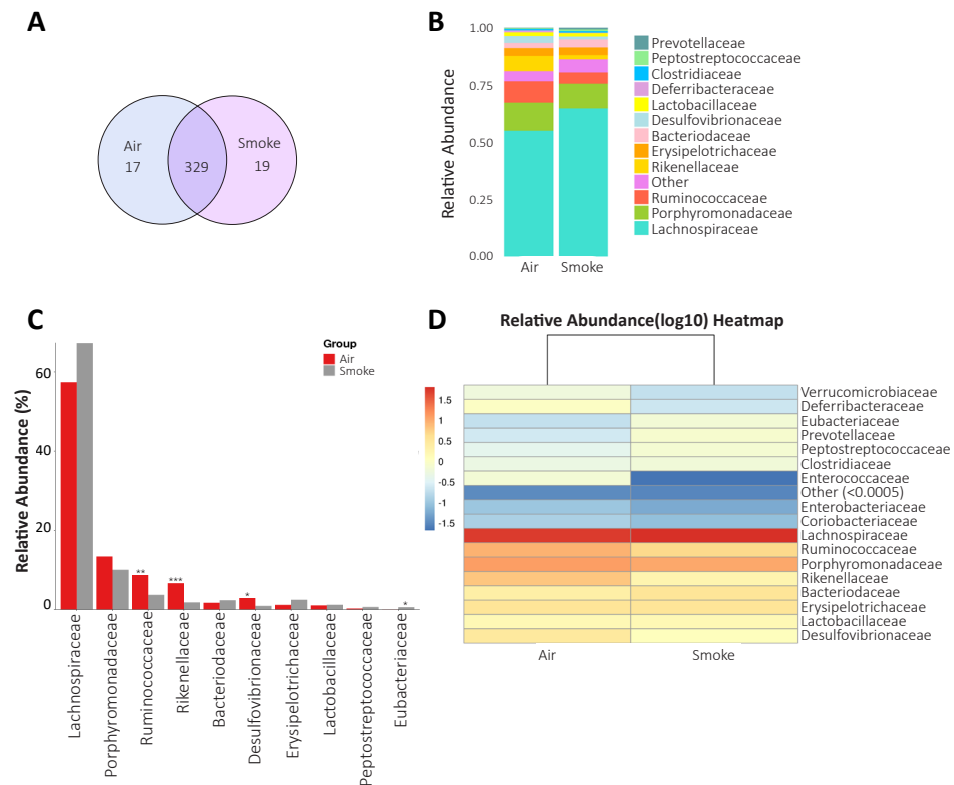 A
Air
17
329
Smoke
19
B
Relative Abundance
1.00
0.75
0.50
0.25
0.00
Air
Smoke
Prevotellaceae
Peptostreptococcaceae
Clostridiaceae
Deferribacteraceae
Lactobacillaceae
Desulfovibrionaceae
Bacteriodaceae
Erysipelotrichaceae
Rikenellaceae
Other
Ruminococcaceae
Porphyromonadaceae
Lachnospiraceae
C
Relative Abundance (%)
60
40
20
0
Group
Air
Smoke
**
***
*
*
Lachnospiraceae
Porphyromonadaceae
Ruminococcaceae
Rikenellaceae
Bacteriodaceae
Desulfovibrionaceae
Erysipelotrichaceae
Lactobacillaceae
Peptostreptococcaceae
Eubacteriaceae
D
Relative Abundance(log10) Heatmap
1.5
1
0.5
0
-0.5
-1
-1.5
Verrucomicrobiaceae
Deferribacteraceae
Eubacteriaceae
Prevotellaceae
Peptostreptococcaceae
Clostridiaceae
Enterococcaceae
Other (<0.0005)
Enterobacteriaceae
Coriobacteriaceae
Lachnospiraceae
Ruminococcaceae
Porphyromonadaceae
Rikenellaceae
Bacteriodaceae
Erysipelotrichaceae
Lactobacillaceae
Desulfovibrionaceae
Air
Smoke